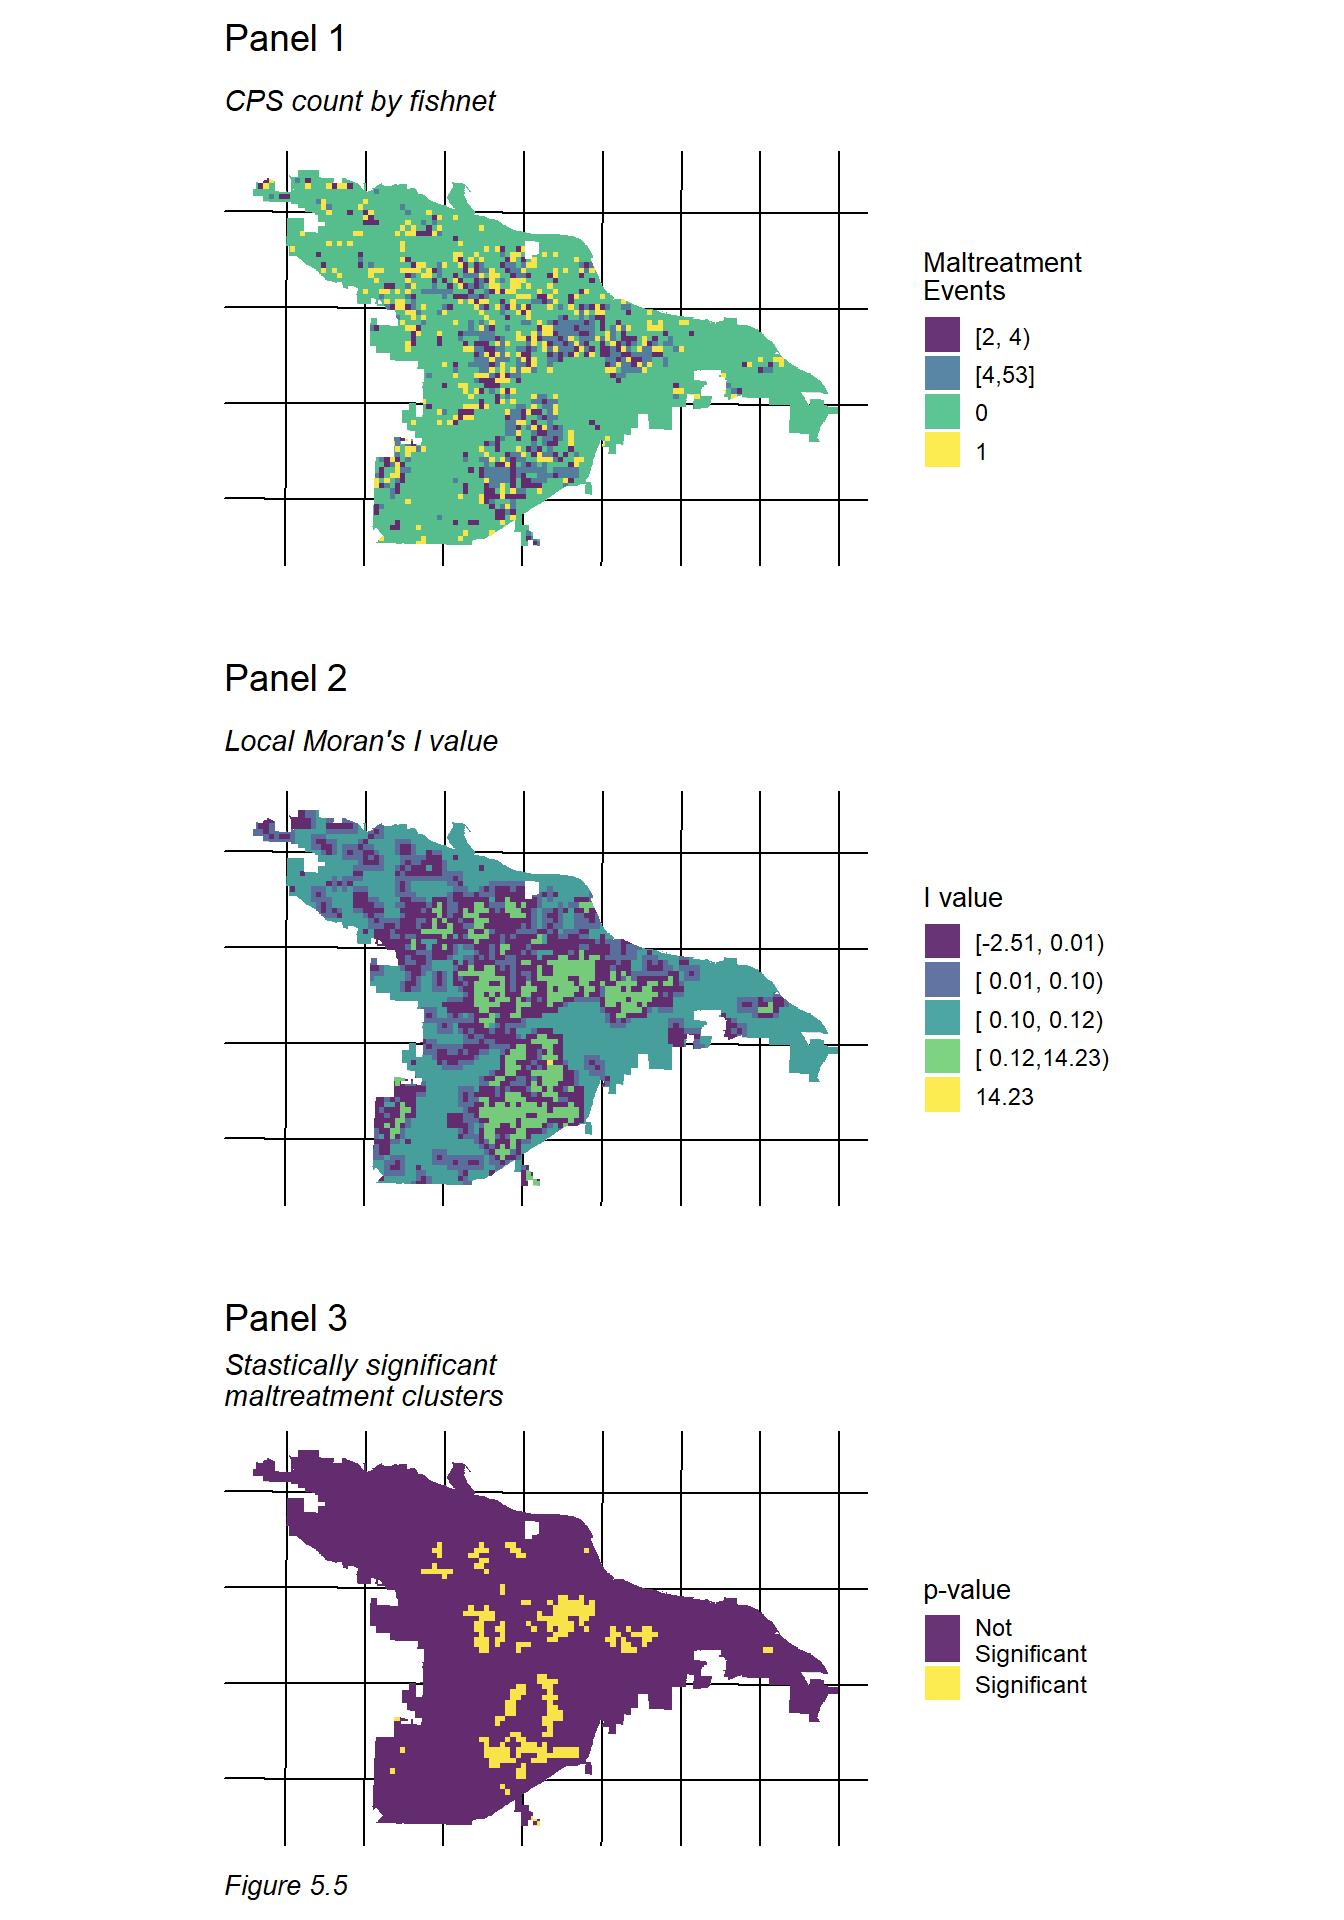 Panel 1
CPS count by fishnet
Maltreatment
Events
[2, 4)
[4,53]
0
1
Panel 2
Local Moran's I value
I value
[-2.51, 0.01)
[ 0.01, 0.10)
[ 0.10, 0.12)
[ 0.12,14.23)
14.23
Panel 3
Stastically significant
maltreatment clusters
p-value
Not
Significant
Significant
Figure 5.5